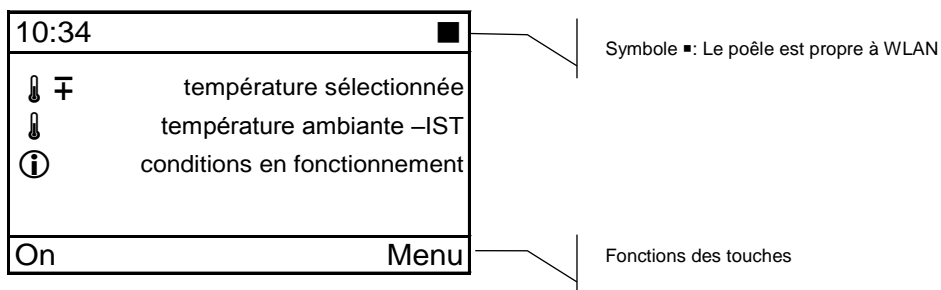 10:34 ■
Symbole ■: Le poêle est propre à WLAN
température sélectionnée
température ambiante –IST
conditions en fonctionnement
On Menu
Fonctions des touches